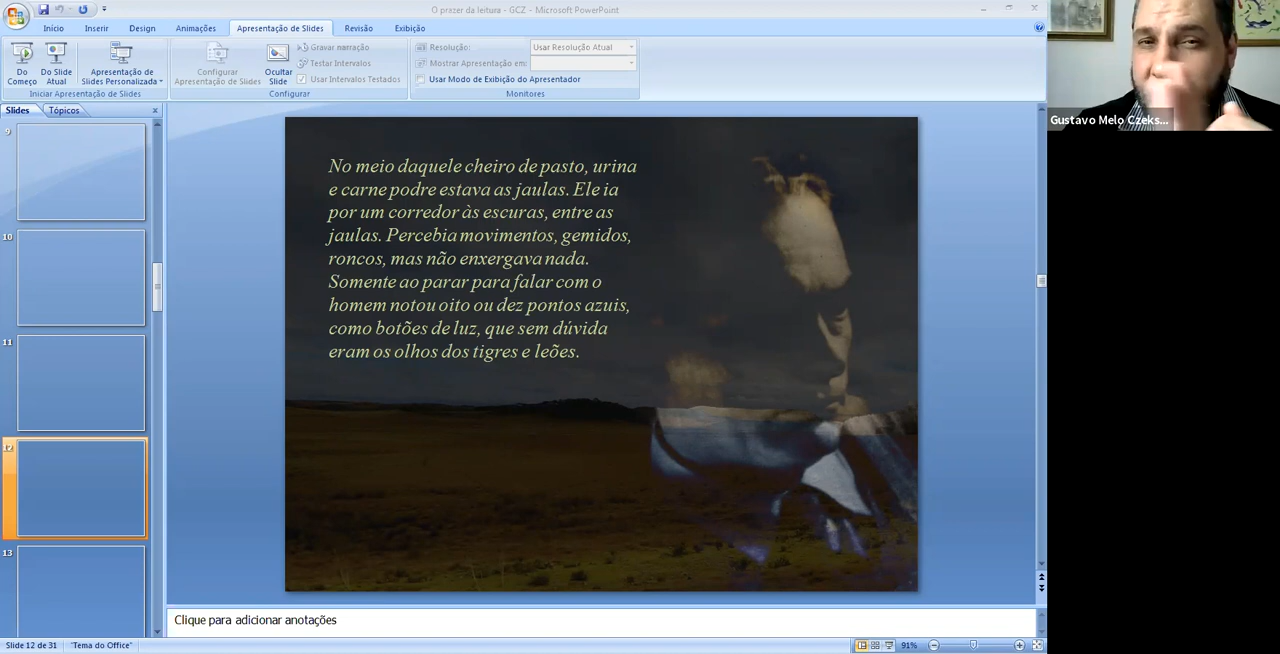 O przer da leitura - GCZ - Microsoft PowerPoint
Início
Inserir
Design
Animações
Apresentação de Slides
Revisão
Exibição
Do Começo
Do Slide Atual
Apresentação de Slides Personalizada
Iniciar Apresentação de Slides
Configurar Apresentação de Slides
Ocultar Slide
Gravar narração
Testar Intervalos
Usar Intervalos Testados
Configurar
Resolução:
Usar Resolução Atual
Mostrar Apresentação em:
Usar Modo de Exibição do Apresentador
Monitores
Gustavo Melo Czeks...
Slides
Tópicos
9
10
11
12
13
No meio daquele cheiro de pasto, urina
e carne podre estava as jaulas. Ele ia
por um corredor às escuras, entre as
jaulas. Percebia movimentos, gemidos,
roncos, mas não enxergava nada.
Somente ao parar para falar com o
homem notou oito ou dez pontos azuis,
como botões de luz, que sem dúvida
eram os olhos dos tigres e leões.
Clique para adicionar anotações
Slide 12 de 31
"Tema do Office"
91%